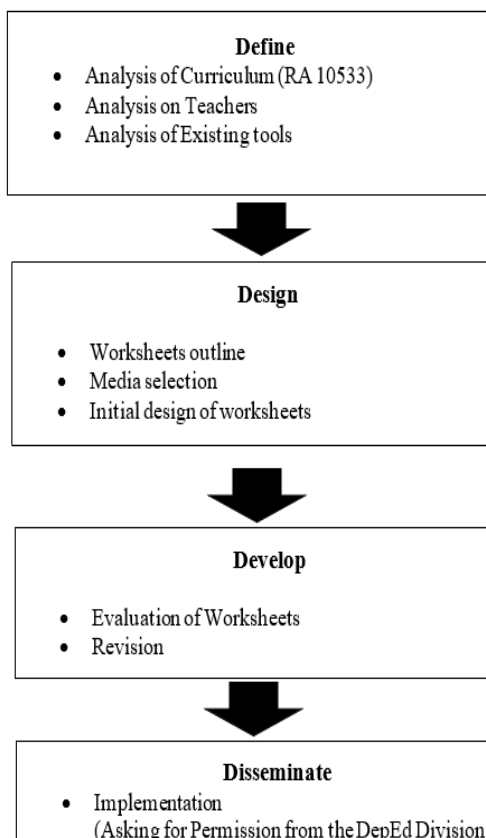 Define
• Analysis of Curriculum (RA 10533)
• Analysis on Teachers
• Analysis of Existing tools
Design
• Worksheets outline
• Media selection
• Initial design of worksheets
Develop
• Evaluation of Worksheets
• Revision
Disseminate
• Implementation
(Asking for Permission from the DepEd Division